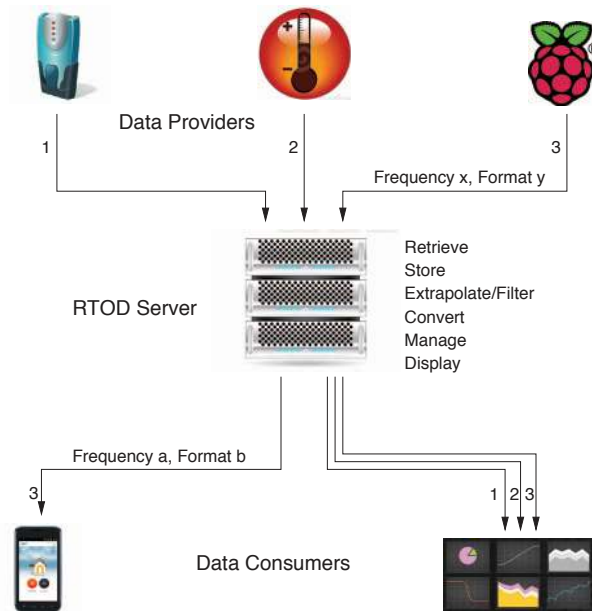 Data Providers
1
2
3
Frequency x, Format y
RTOD Server
Retrieve
Store
Extrapolate/Filter
Convert
Manage
Display
Frequency a, Format b
3
1
2
3
Data Consumers